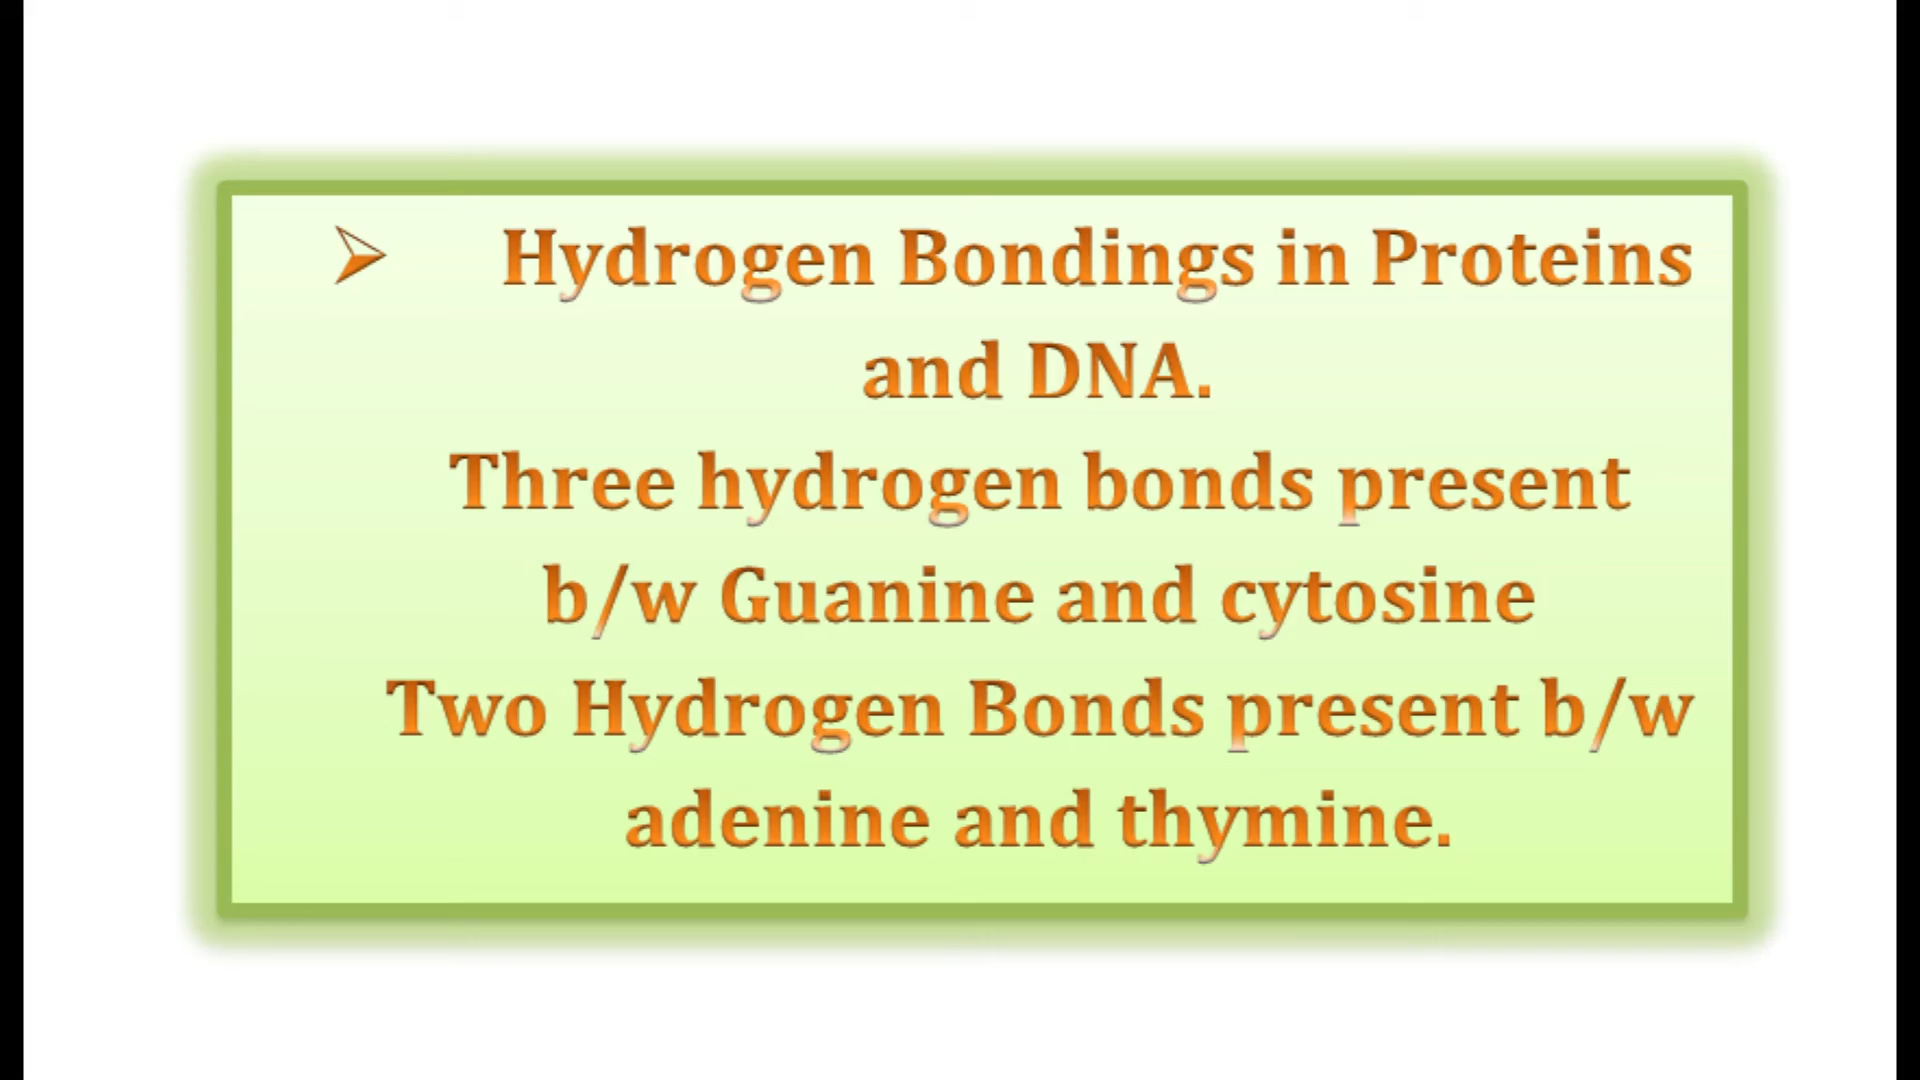 ➢ Hydrogen Bondings in Proteins
and DNA.
Three hydrogen bonds present
b/w Guanine and cytosine
Two Hydrogen Bonds present b/w
adenine and thymine.